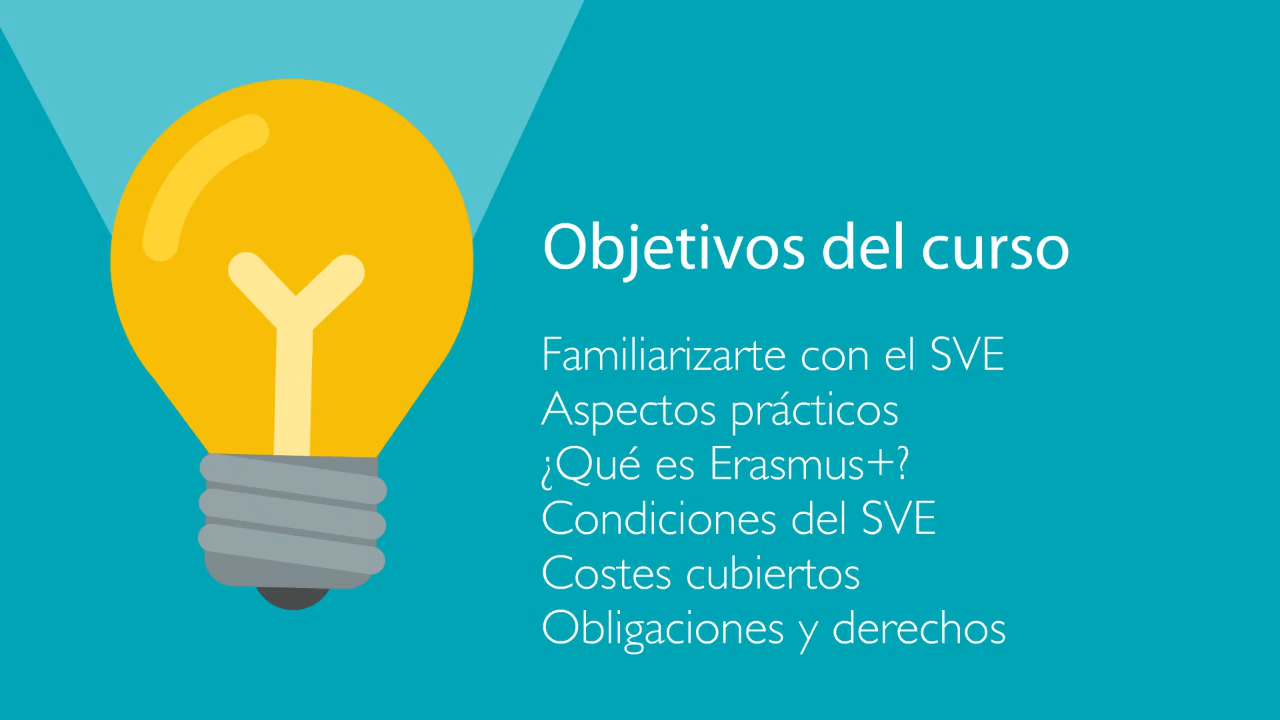 Objetivos del curso
Familiarizarte con el SVE
Aspectos prácticos
¿Qué es Erasmus+?
Condiciones del SVE
Costes cubiertos
Obligaciones y derechos